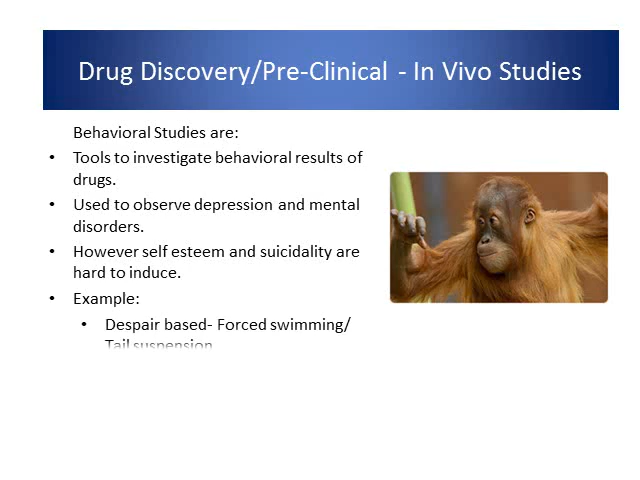 Drug Discovery/Pre-Clinical - In Vivo Studies
Behavioral Studies are:
• Tools to investigate behavioral results of
drugs.
• Used to observe depression and mental
disorders.
• However self esteem and suicidality are
hard to induce.
• Example:
• Despair based- Forced swimming/
Tail suspension